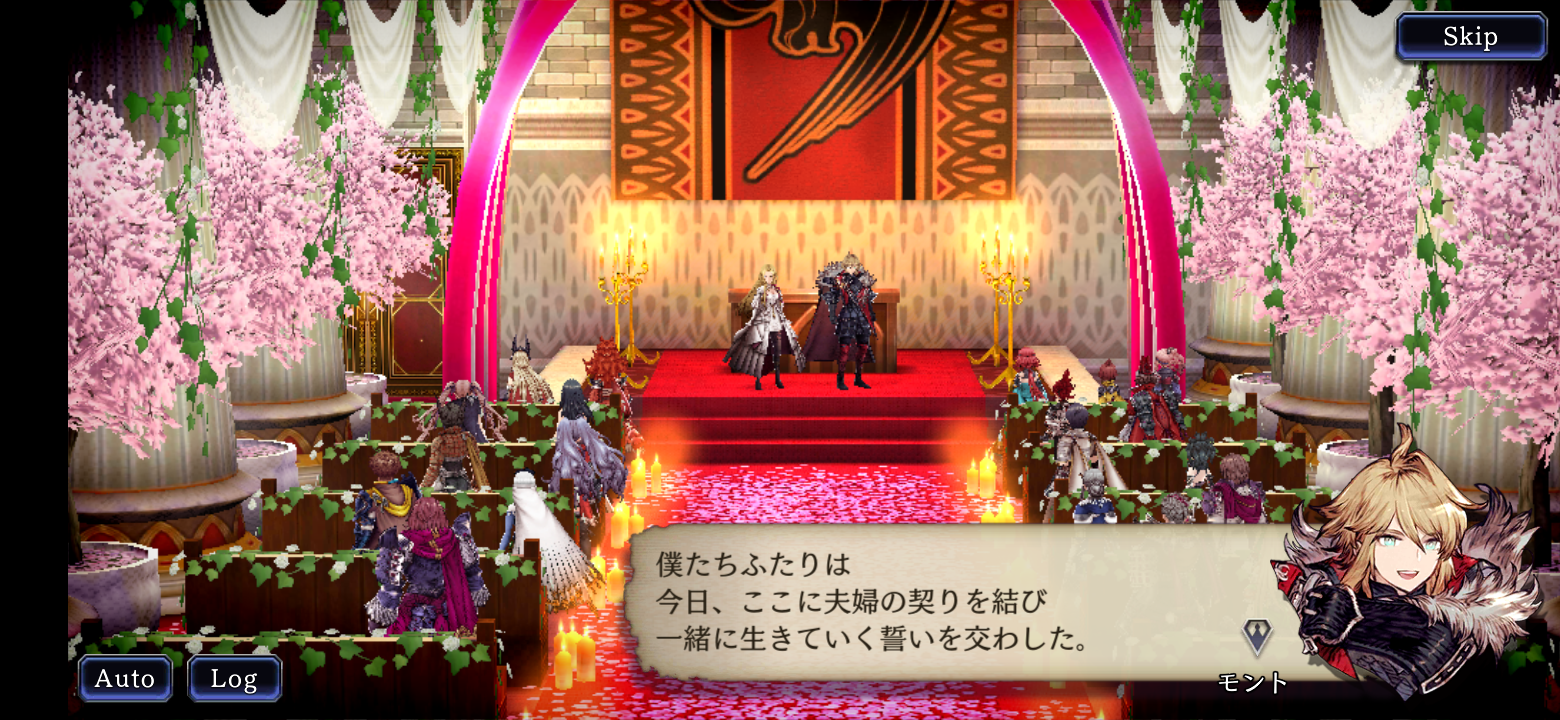 Skip
僕たちふたりは
今日、ここに夫婦の契りを結び
一緒に生きていく誓いを交わした。
モント
Auto
Log